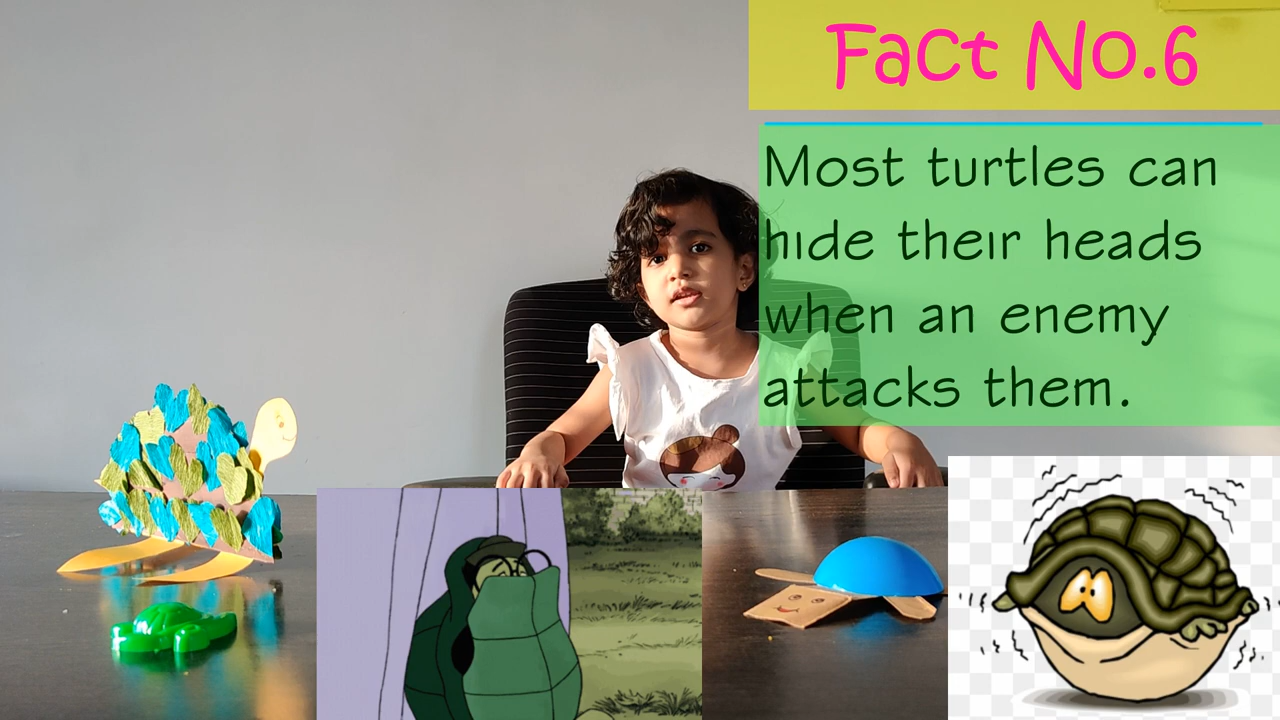 Fact No.6
Most turtles can
hide their heads
when an enemy
attacks them.